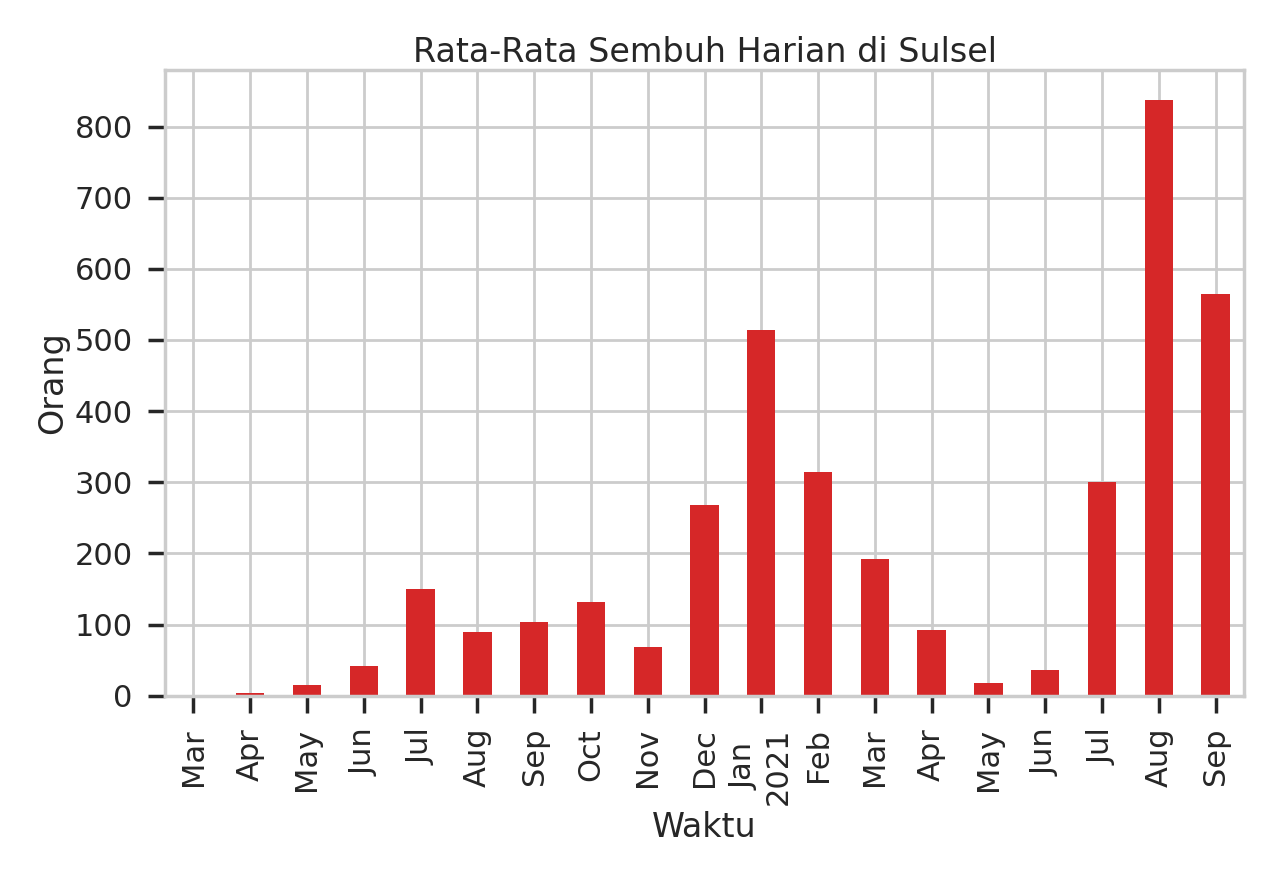 Rata-Rata Sembuh Harian di Sulsel
Orang
800
700
600
500
400
300
200
100
0
Mar
Apr
May
Jun
Jul
Aug
Sep
Oct
Nov
Dec
Jan
2021
Feb
Mar
Apr
May
Jun
Jul
Aug
Sep
Waktu